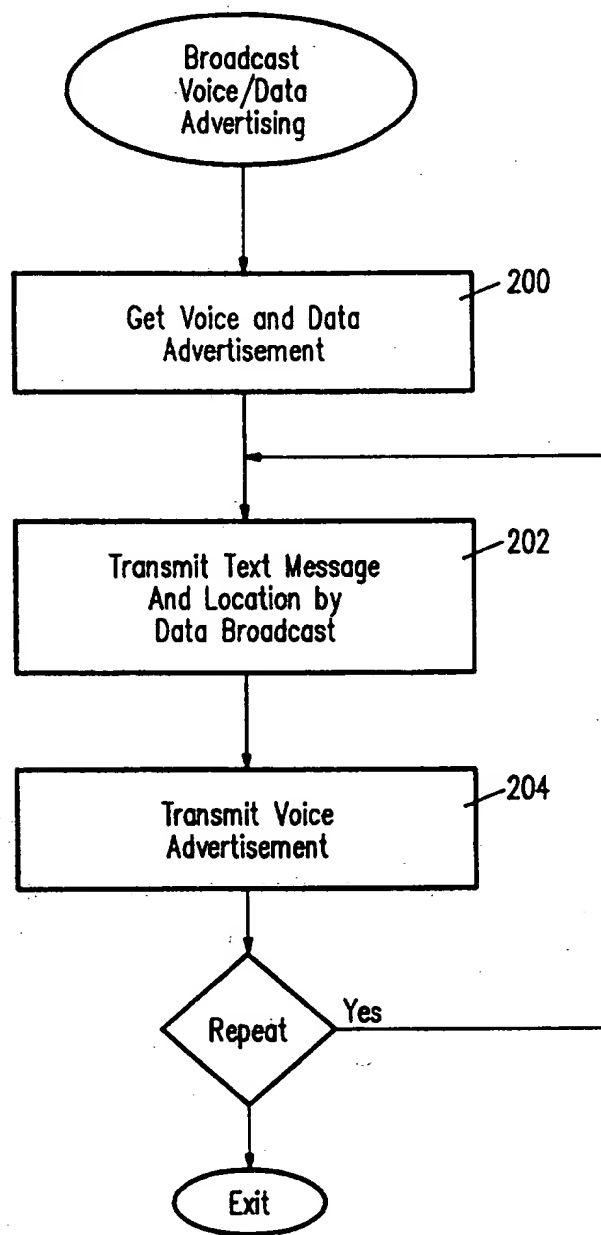 Broadcast
Voice/Data
Advertising
200
Get Voice and Data
Advertisement
202
Transmit Text Message
And Location by
Data Broadcast
204
Transmit Voice
Advertisement
Repeat
Yes
Exit